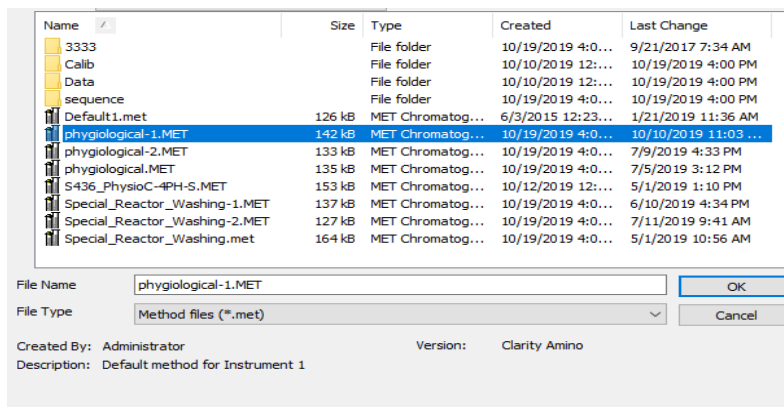 Name Size Type Created Last Change
3333 File folder 10/19/2019 4:0... 9/21/2017 7:34 AM
Calib File folder 10/10/2019 12:... 10/19/2019 4:00 PM
Data File folder 10/10/2019 12:... 10/19/2019 4:00 PM
sequence File folder 10/19/2019 4:0... 10/19/2019 4:00 PM
Default1.met 126 kB MET Chromatog... 6/3/2015 12:23... 1/21/2019 11:36 AM
phygiological-1.MET 142 kB MET Chromatog... 10/19/2019 4:0... 10/10/2019 11:03 ...
phygiological-2.MET 133 kB MET Chromatog... 10/19/2019 4:0... 7/9/2019 4:33 PM
phygiological.MET 135 kB MET Chromatog... 10/19/2019 4:0... 7/5/2019 3:12 PM
S436_PhysioC-4PH-S.MET 153 kB MET Chromatog... 10/12/2019 12:... 5/1/2019 1:10 PM
Special_Reactor_Washing-1.MET 137 kB MET Chromatog... 10/19/2019 4:0... 6/10/2019 4:34 PM
Special_Reactor_Washing-2.MET 127 kB MET Chromatog... 10/19/2019 4:0... 7/11/2019 9:41 AM
Special_Reactor_Washing.met 164 kB MET Chromatog... 10/19/2019 4:0... 5/1/2019 10:56 AM
File Name phygiological-1.MET OK
File Type Method files (*.met) Cancel
Created By: Administrator Version: Clarity Amino
Description: Default method for Instrument 1